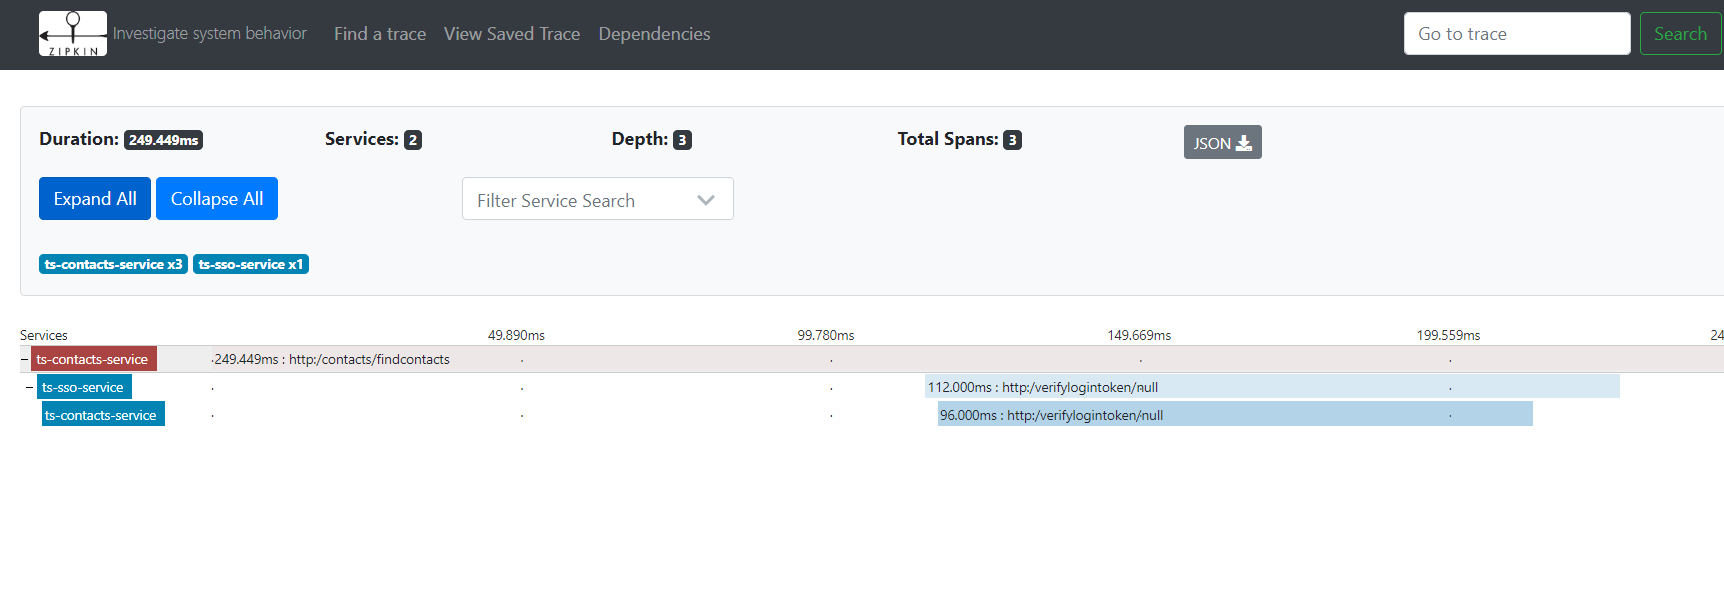 ZIPKIN Investigate system behavior Find a trace View Saved Trace Dependencies Go to trace Search
Duration: 249.449ms Services: 2 Depth: 3 Total Spans: 3 JSON
Expand All Collapse All Filter Service Search
ts-contacts-service x3 ts-sso-service x1
Services 49.890ms 99.780ms 149.669ms 199.559ms 24
ts-contacts-service 249.449ms : http:/contacts/findcontacts
ts-sso-service 112.000ms : http:/verifylogintoken/null
ts-contacts-service 96.000ms : http:/verifylogintoken/null